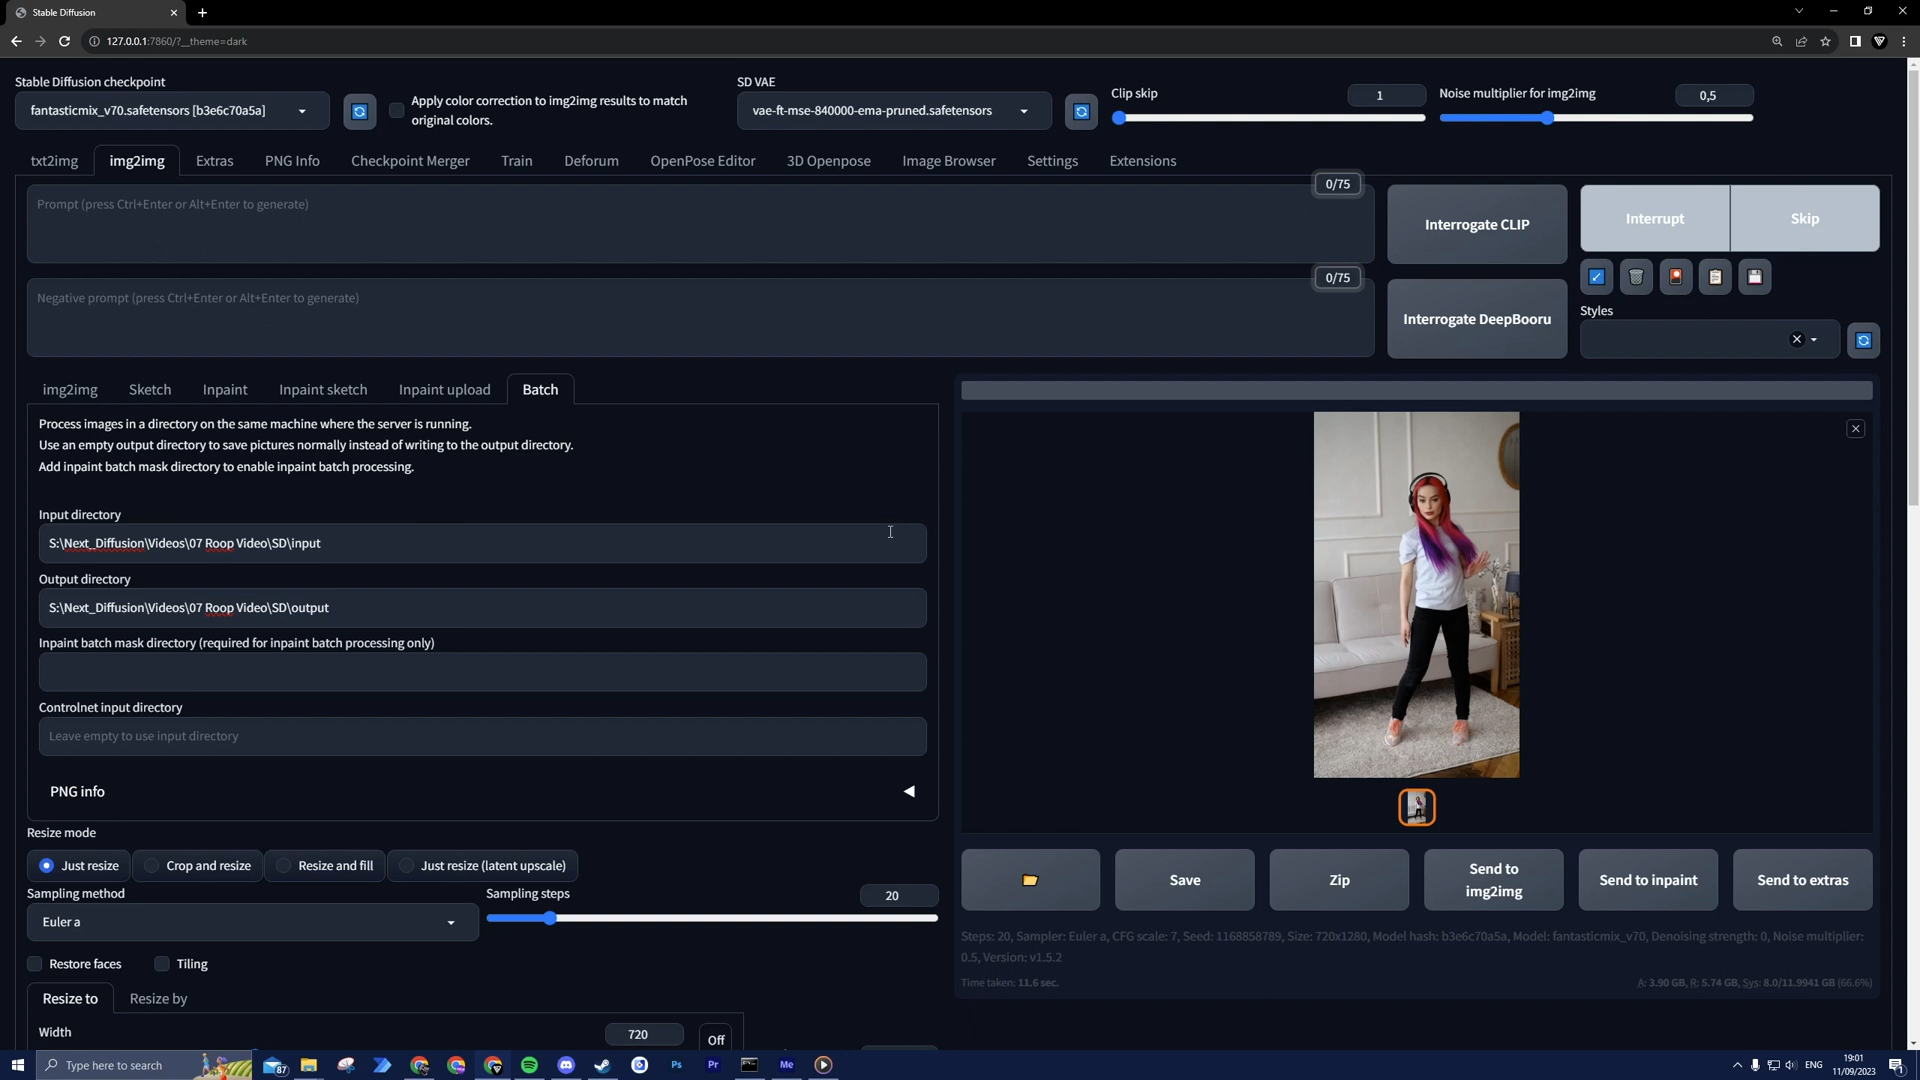 Stable Diffusion
127.0.0.1:7860/?__theme=dark
Stable Diffusion checkpoint
fantasticmix_v70.safetensors [b3e6c70a5a]
Apply color correction to img2img results to match
original colors.
SD VAE
vae-ft-mse-840000-ema-pruned.safetensors
Clip skip
1
Noise multiplier for img2img
0,5
txt2img
img2img
Extras
PNG Info
Checkpoint Merger
Train
Deforum
OpenPose Editor
3D Openpose
Image Browser
Settings
Extensions
0/75
Prompt (press Ctrl+Enter or Alt+Enter to generate)
Interrogate CLIP
Interrupt
Skip
0/75
Negative prompt (press Ctrl+Enter or Alt+Enter to generate)
Interrogate DeepBooru
Styles
img2img
Sketch
Inpaint
Inpaint sketch
Inpaint upload
Batch
Process images in a directory on the same machine where the server is running.
Use an empty output directory to save pictures normally instead of writing to the output directory.
Add inpaint batch mask directory to enable inpaint batch processing.
Input directory
S:\Next_Diffusion\Videos\07 Roop Video\SD\input
Output directory
S:\Next_Diffusion\Videos\07 Roop Video\SD\output
Inpaint batch mask directory (required for inpaint batch processing only)
Controlnet input directory
Leave empty to use input directory
PNG info
Resize mode
Just resize
Crop and resize
Resize and fill
Just resize (latent upscale)
Sampling method
Euler a
Sampling steps
20
Restore faces
Tiling
Resize to
Resize by
Width
720
Off
Save
Zip
Send to
img2img
Send to inpaint
Send to extras
Steps: 20, Sampler: Euler a, CFG scale: 7, Seed: 1168858789, Size: 720x1280, Model hash: b3e6c70a5a, Model: fantasticmix_v70, Denoising strength: 0, Noise multiplier:
0.5, Version: v1.5.2
Time taken: 11.6 sec.
A: 3.90 GB, R: 5.74 GB, Sys: 8.0/11.9941 GB (66.6%)
Type here to search
87
Ps
Pr
Me
ENG
19:01
11/09/2023
1